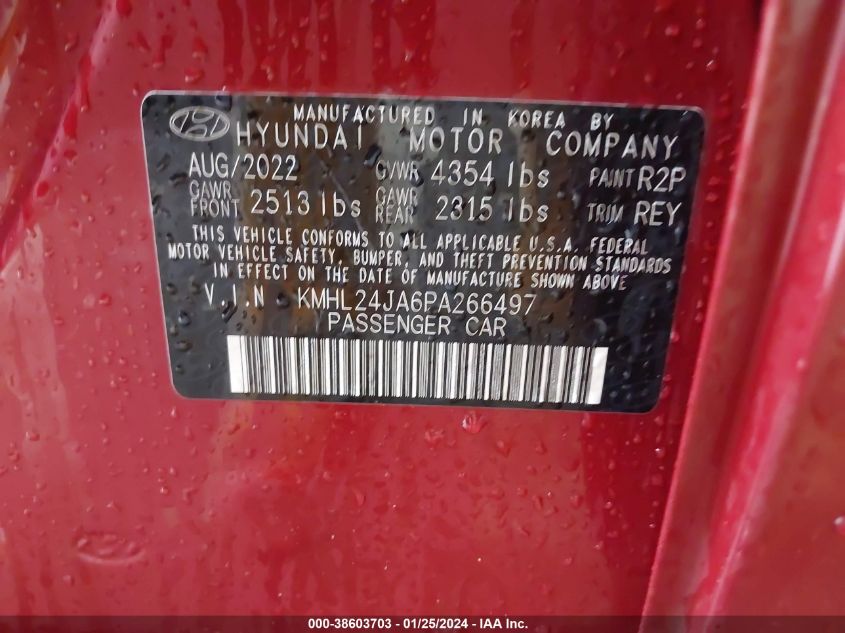 MANUFACTURED IN KOREA BY
HYUNDAI MOTOR COMPANY
AUG/2022 GVWR 4354 lbs PAINT R2P
GAWR FRONT 2513 lbs GAWR REAR 2315 lbs TRIM REY
THIS VEHICLE CONFORMS TO ALL APPLICABLE U.S.A. FEDERAL
MOTOR VEHICLE SAFETY, BUMPER, AND THEFT PREVENTION STANDARDS
IN EFFECT ON THE DATE OF MANUFACTURE SHOWN ABOVE
V.I.N KMHL24JA6PA266497
PASSENGER CAR
000-38603703 - 01/25/2024 - IAA Inc.